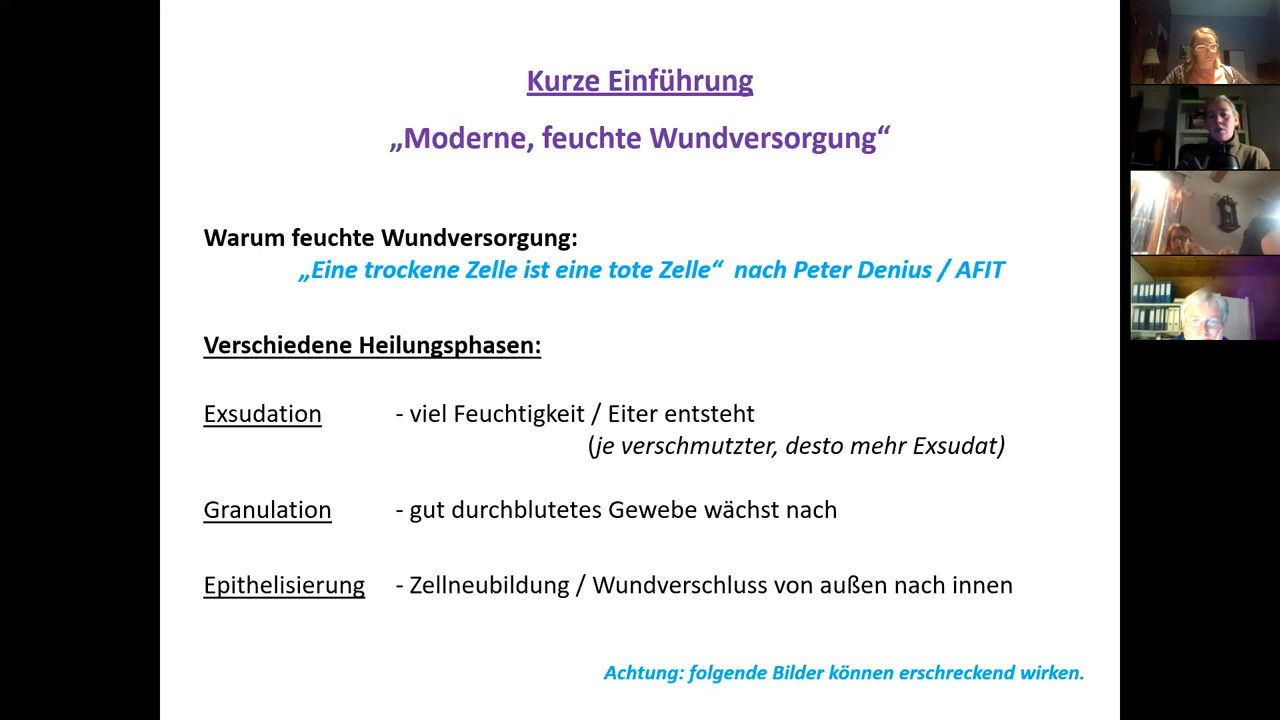 Kurze Einführung
„Moderne, feuchte Wundversorgung“
Warum feuchte Wundversorgung:
„Eine trockene Zelle ist eine tote Zelle“ nach Peter Denius / AFIT
Verschiedene Heilungsphasen:
Exsudation - viel Feuchtigkeit / Eiter entsteht
(je verschmutzter, desto mehr Exsudat)
Granulation - gut durchblutetes Gewebe wächst nach
Epithelisierung - Zellneubildung / Wundverschluss von außen nach innen
Achtung: folgende Bilder können erschreckend wirken.